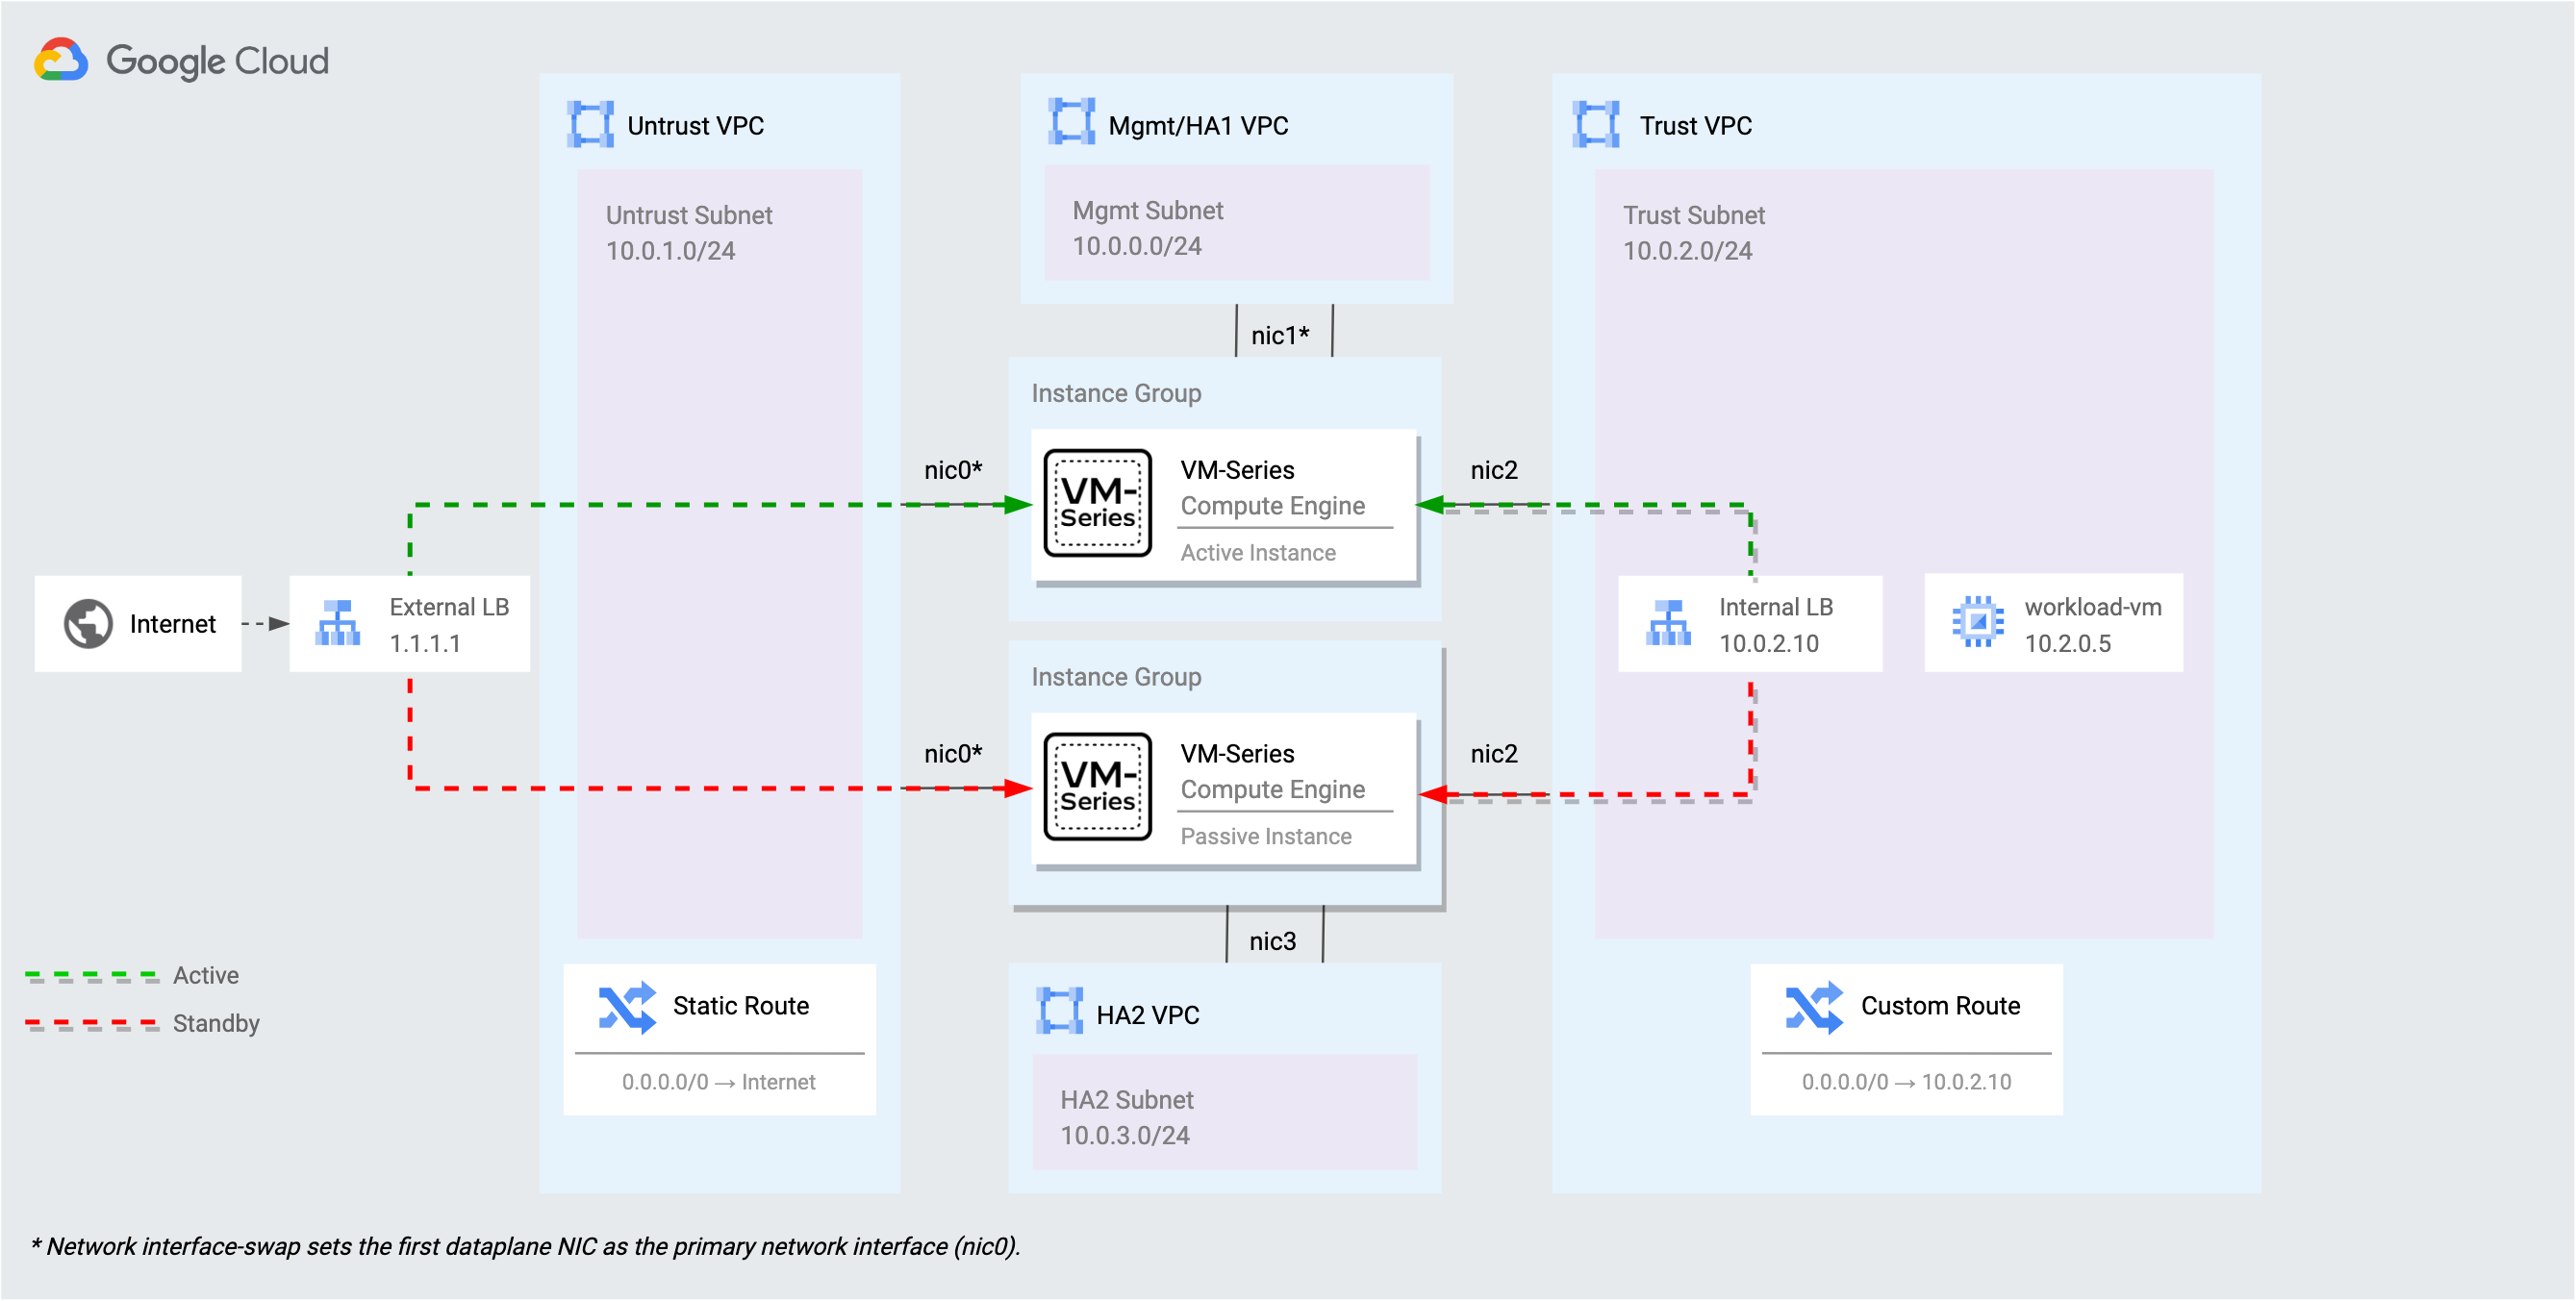 Google Cloud
Untrust VPC
Untrust Subnet
10.0.1.0/24
Mgmt/HA1 VPC
Mgmt Subnet
10.0.0.0/24
Trust VPC
Trust Subnet
10.0.2.0/24
nic1*
Instance Group
nic0*
VM-Series
VM-Series
Compute Engine
Active Instance
nic2
Internet
External LB
1.1.1.1
Internal LB
10.0.2.10
workload-vm
10.2.0.5
Instance Group
nic0*
VM-Series
VM-Series
Compute Engine
Passive Instance
nic2
nic3
Active
Standby
Static Route
0.0.0.0/0 → Internet
HA2 VPC
HA2 Subnet
10.0.3.0/24
Custom Route
0.0.0.0/0 → 10.0.2.10
* Network interface-swap sets the first dataplane NIC as the primary network interface (nic0).